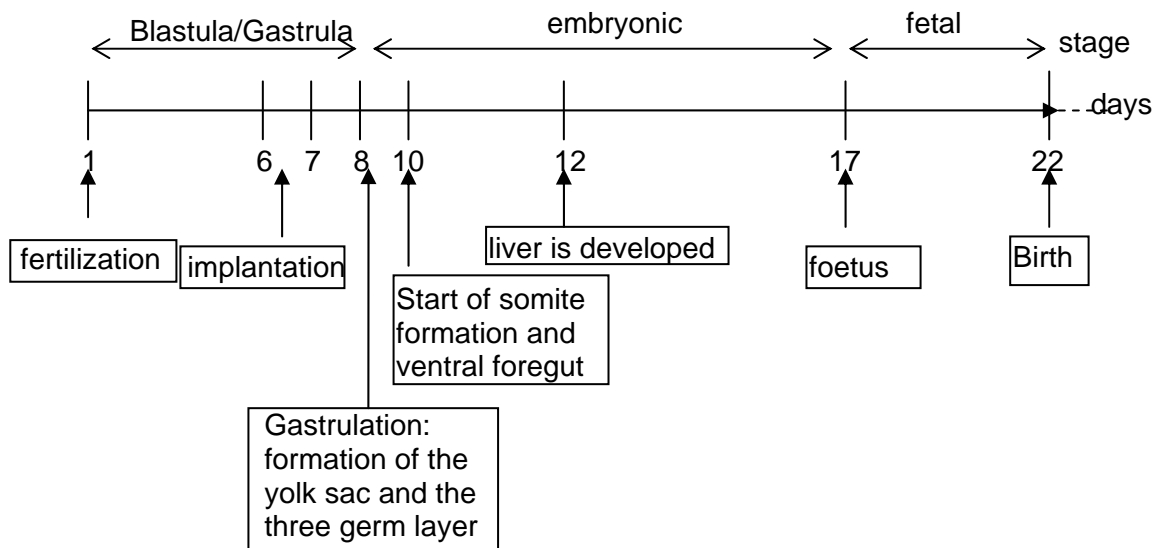 Blastula/Gastrula
embryonic
fetal
stage
days
1
6
7
8
10
12
17
22
fertilization
implantation
liver is developed
foetus
Birth
Start of somite
formation and
ventral foregut
Gastrulation:
formation of the
yolk sac and the
three germ layer